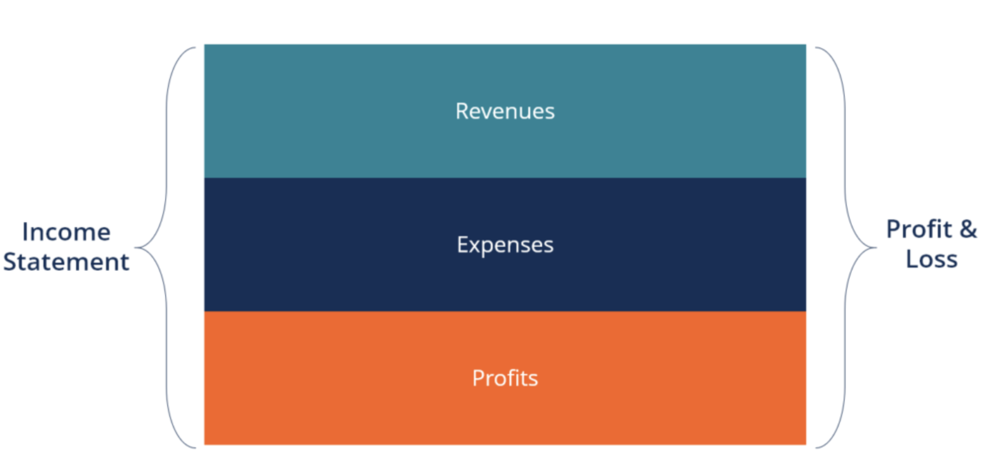 Revenues
Income
Statement
Expenses
Profit &
Loss
Profits